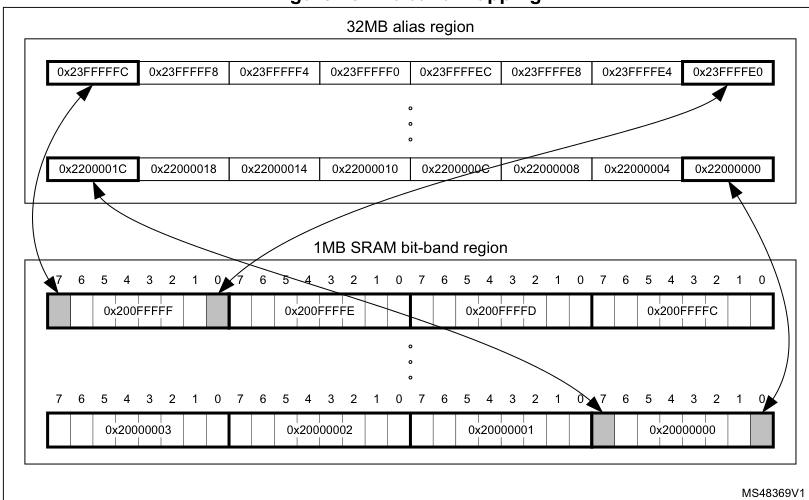 32MB alias region
0x23FFFFFC 0x23FFFFF8 0x23FFFFF4 0x23FFFFF0 0x23FFFFEC 0x23FFFFE8 0x23FFFFE4 0x23FFFFE0
0x2200001C 0x22000018 0x22000014 0x22000010 0x2200000C 0x22000008 0x22000004 0x22000000
1MB SRAM bit-band region
7 6 5 4 3 2 1 0 7 6 5 4 3 2 1 0 7 6 5 4 3 2 1 0 7 6 5 4 3 2 1 0
0x200FFFFF 0x200FFFFE 0x200FFFFD 0x200FFFFC
7 6 5 4 3 2 1 0 7 6 5 4 3 2 1 0 7 6 5 4 3 2 1 0 7 6 5 4 3 2 1 0
0x20000003 0x20000002 0x20000001 0x20000000
MS48369V1